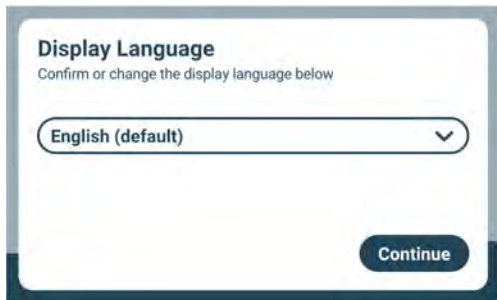 Display Language
Confirm or change the display language below
English (default)
Continue